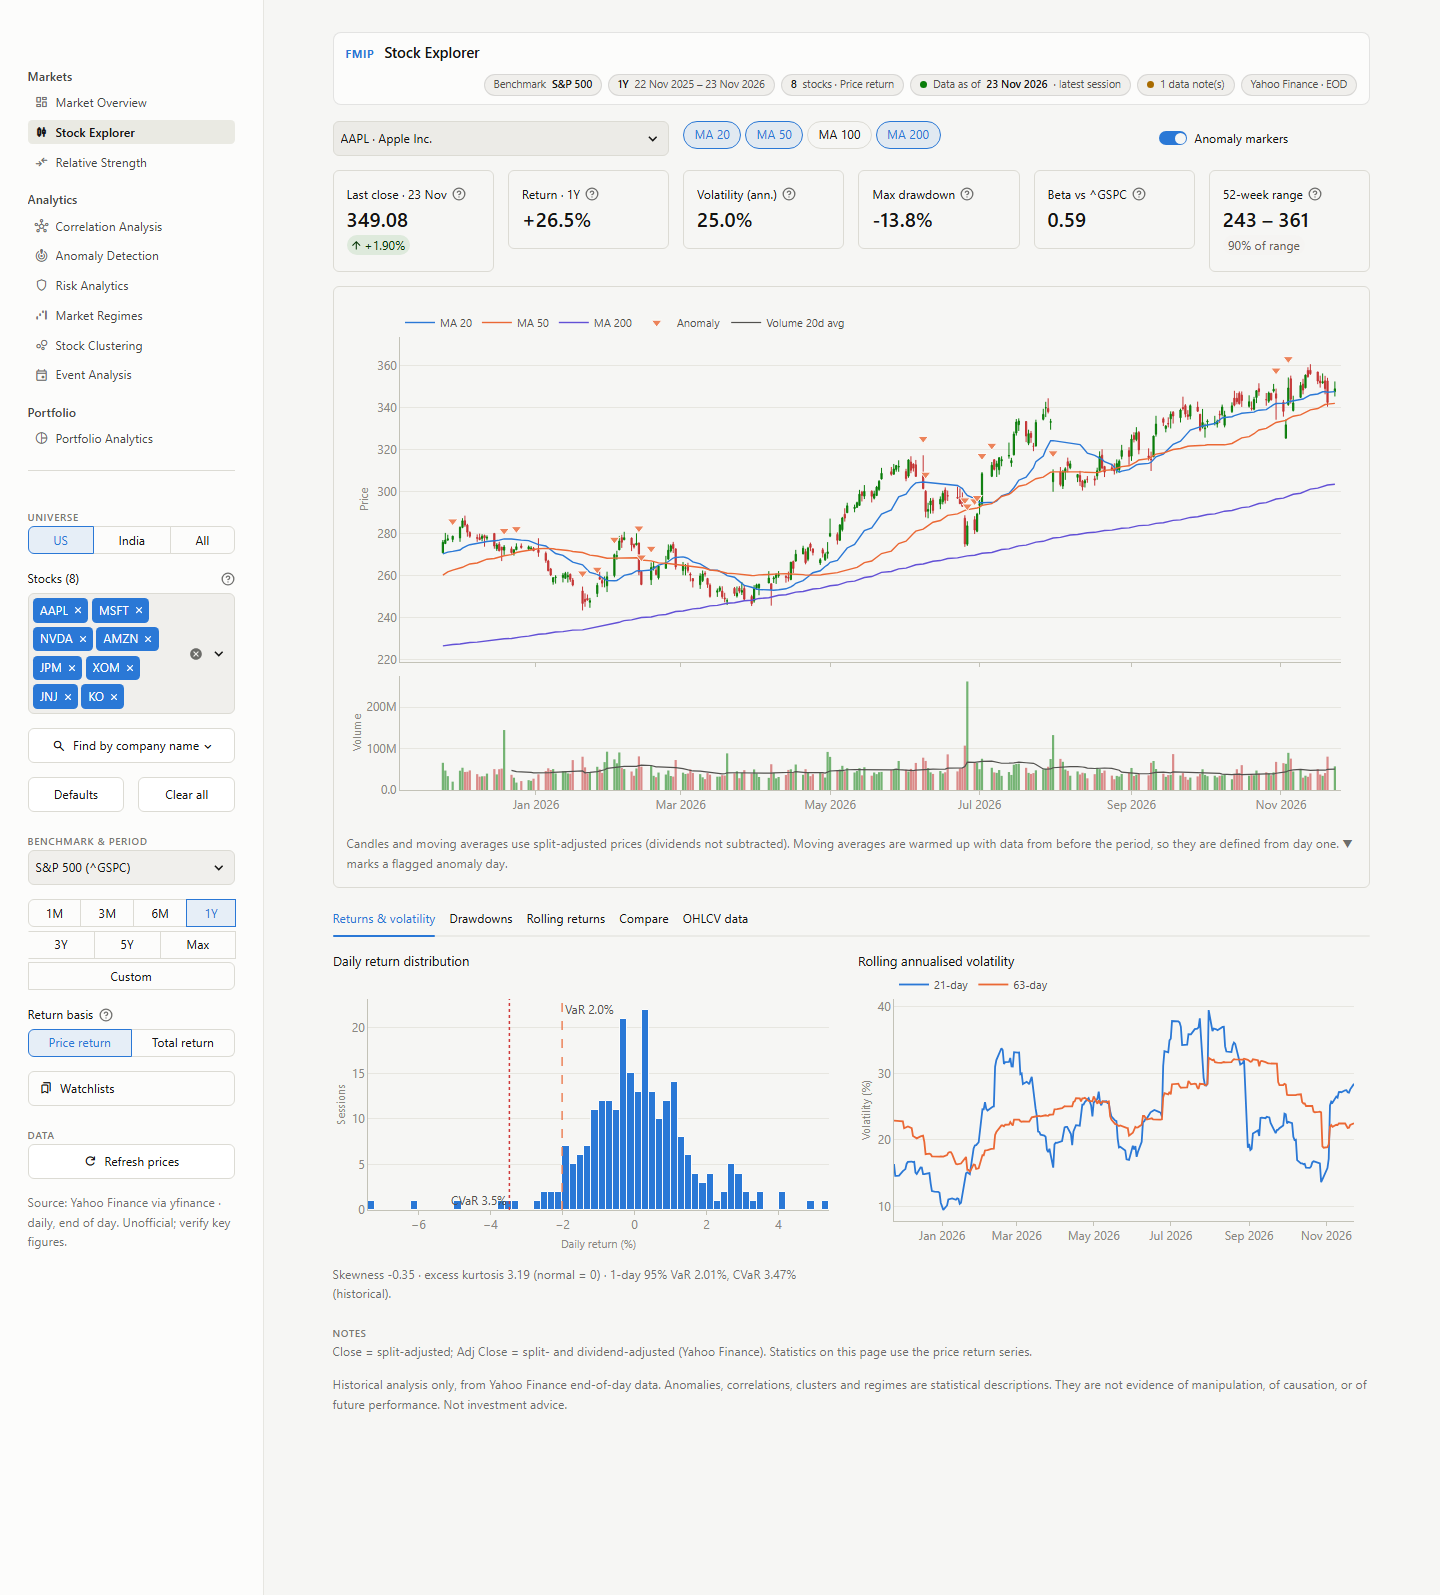 Markets
Market Overview
Stock Explorer
Relative Strength
Analytics
Correlation Analysis
Anomaly Detection
Risk Analytics
Market Regimes
Stock Clustering
Event Analysis
Portfolio
Portfolio Analytics
UNIVERSE
US India All
Stocks (8)
AAPL × MSFT ×
NVDA × AMZN ×
JPM × XOM ×
JNJ × KO ×
Find by company name
Defaults Clear all
BENCHMARK & PERIOD
S&P 500 (^GSPC)
1M 3M 6M 1Y
3Y 5Y Max
Custom
Return basis
Price return Total return
Watchlists
DATA
Refresh prices
Source: Yahoo Finance via yfinance ·
daily, end of day. Unofficial; verify key
figures.
FMIP Stock Explorer
Benchmark S&P 500 1Y 22 Nov 2025 – 23 Nov 2026 8 stocks · Price return Data as of 23 Nov 2026 · latest session 1 data note(s) Yahoo Finance · EOD
AAPL · Apple Inc. MA 20 MA 50 MA 100 MA 200 Anomaly markers
Last close · 23 Nov
349.08
↑ +1.90%
Return · 1Y
+26.5%
Volatility (ann.)
25.0%
Max drawdown
-13.8%
Beta vs ^GSPC
0.59
52-week range
243 – 361
90% of range
MA 20 MA 50 MA 200 Anomaly Volume 20d avg
360
340
320
300
280
260
240
220
Price
200M
100M
0.0
Volume
Jan 2026 Mar 2026 May 2026 Jul 2026 Sep 2026 Nov 2026
Candles and moving averages use split-adjusted prices (dividends not subtracted). Moving averages are warmed up with data from before the period, so they are defined from day one. ▼
marks a flagged anomaly day.
Returns & volatility Drawdowns Rolling returns Compare OHLCV data
Daily return distribution
VaR 2.0%
CVaR 3.5%
20
15
10
5
0
Sessions
−6 −4 −2 0 2 4
Daily return (%)
Skewness -0.35 · excess kurtosis 3.19 (normal = 0) · 1-day 95% VaR 2.01%, CVaR 3.47%
(historical).
Rolling annualised volatility
21-day 63-day
40
30
20
10
Volatility (%)
Jan 2026 Mar 2026 May 2026 Jul 2026 Sep 2026 Nov 2026
NOTES
Close = split-adjusted; Adj Close = split- and dividend-adjusted (Yahoo Finance). Statistics on this page use the price return series.
Historical analysis only, from Yahoo Finance end-of-day data. Anomalies, correlations, clusters and regimes are statistical descriptions. They are not evidence of manipulation, of causation, or of
future performance. Not investment advice.